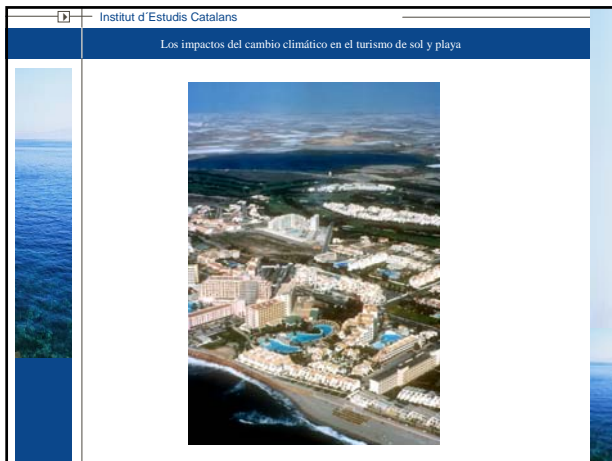 Institut d´Estudis Catalans
Los impactos del cambio climático en el turismo de sol y playa